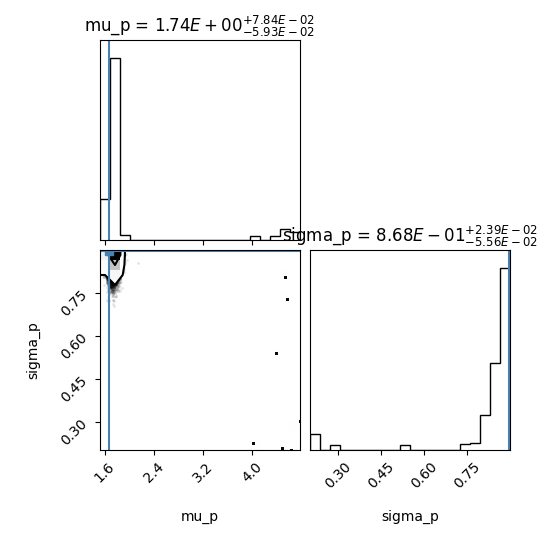 mu_p = 1.74E + 00+7.84E − 02 −5.93E − 02
sigma_p = 8.68E − 01+2.39E − 02 −5.56E − 02
0.75
0.60
0.45
0.30
sigma_p
1.6 2.4 3.2 4.0
0.30 0.45 0.60 0.75
mu_p
sigma_p